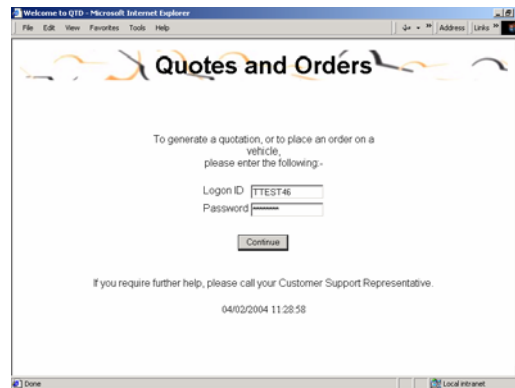 Welcome to QTD - Microsoft Internet Explorer
File Edit View Favorites Tools Help
Address Links
Quotes and Orders
To generate a quotation, or to place an order on a
vehicle,
please enter the following:-
Logon ID TTEST46
Password ********
Continue
If you require further help, please call your Customer Support Representative.
04/02/2004 11:28:58
Done
Local intranet